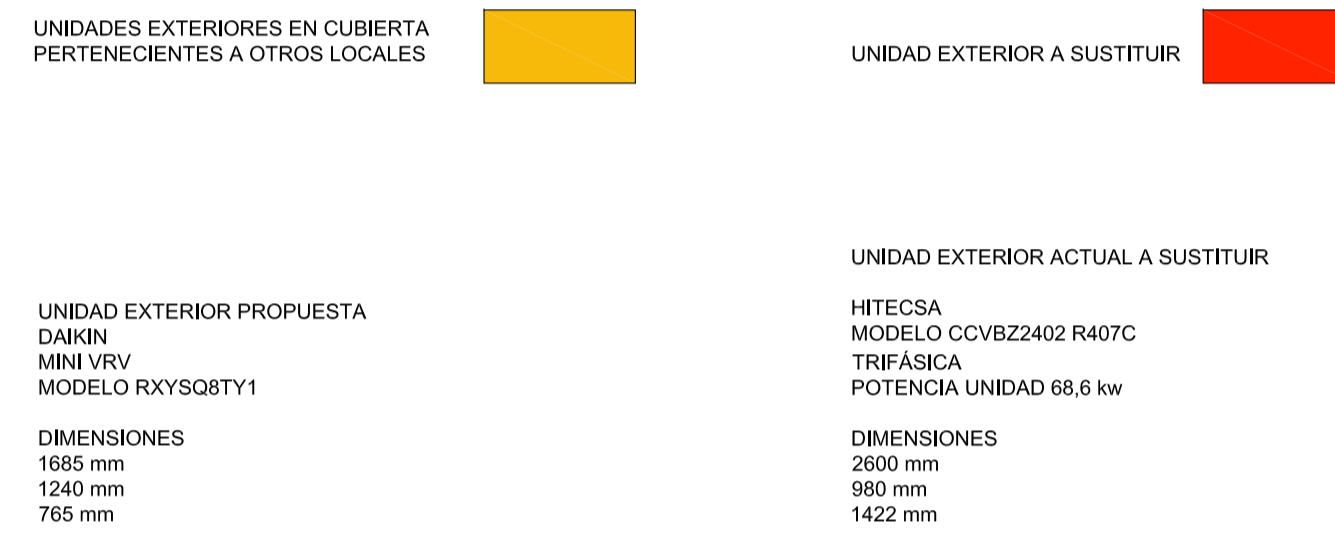 UNIDADES EXTERIORES EN CUBIERTA
PERTENECIENTES A OTROS LOCALES
UNIDAD EXTERIOR A SUSTITUIR
UNIDAD EXTERIOR PROPUESTA
DAIKIN
MINI VRV
MODELO RXYSQ8TY1
DIMENSIONES
1685 mm
1240 mm
765 mm
UNIDAD EXTERIOR ACTUAL A SUSTITUIR
HITECSA
MODELO CCVBZ2402 R407C
TRIFÁSICA
POTENCIA UNIDAD 68,6 kw
DIMENSIONES
2600 mm
980 mm
1422 mm